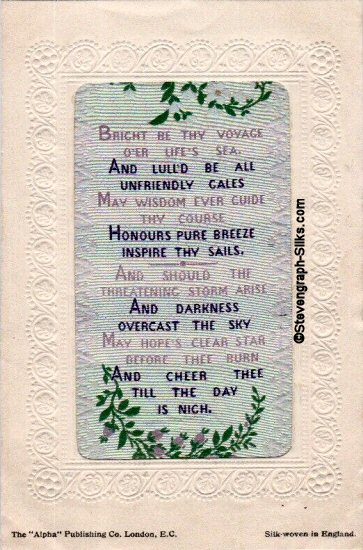 BRIGHT BE THY VOYAGE
O'ER LIFE'S SEA,
AND LULL'D BE ALL
UNFRIENDLY GALES
MAY WISDOM EVER GUIDE
THY COURSE
HONOURS PURE BREEZE
INSPIRE THY SAILS.
AND SHOULD THE
THREATENING STORM ARISE
AND DARKNESS
OVERCAST THE SKY
MAY HOPE'S CLEAR STAR
BEFORE THEE BURN
AND CHEER THEE
TILL THE DAY
IS NIGH.
©Stevengraph-Silks.com
The "Alpha" Publishing Co. London, E.C.
Silk-woven in England.